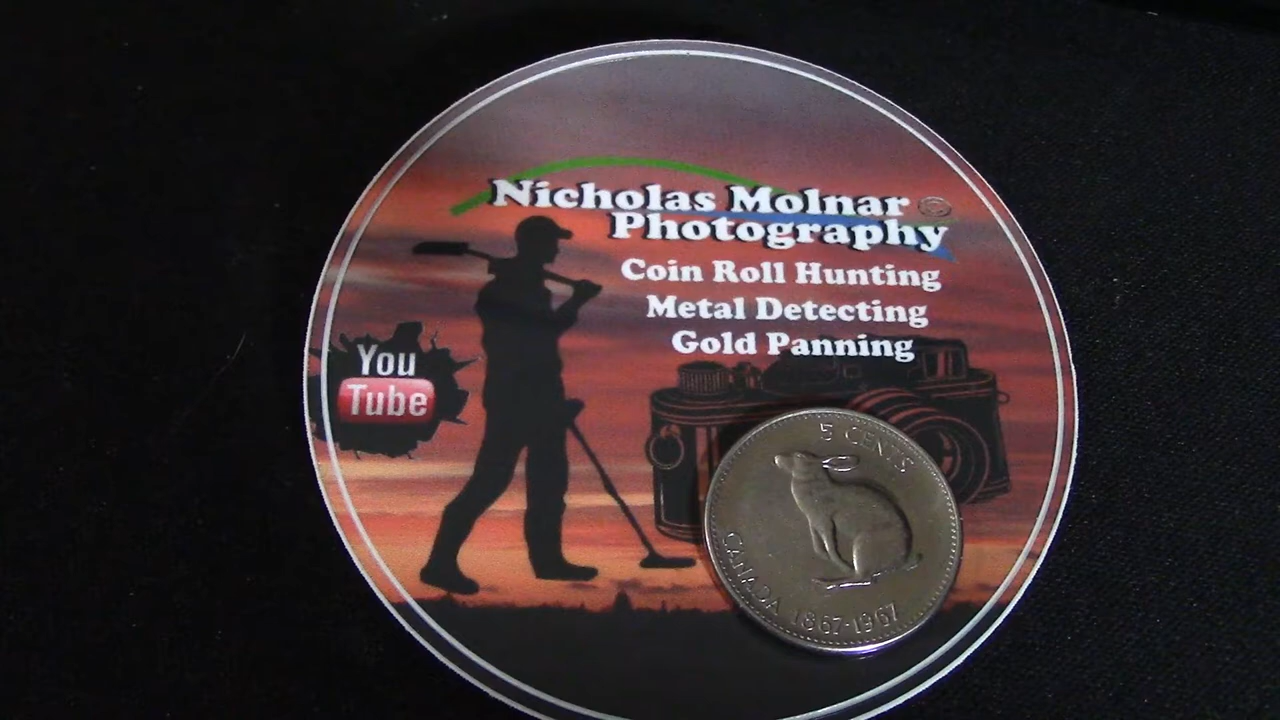 Nicholas Molnar ©
Photography
Coin Roll Hunting
Metal Detecting
Gold Panning
You
Tube
5 CENTS
CANADA 1867-1967